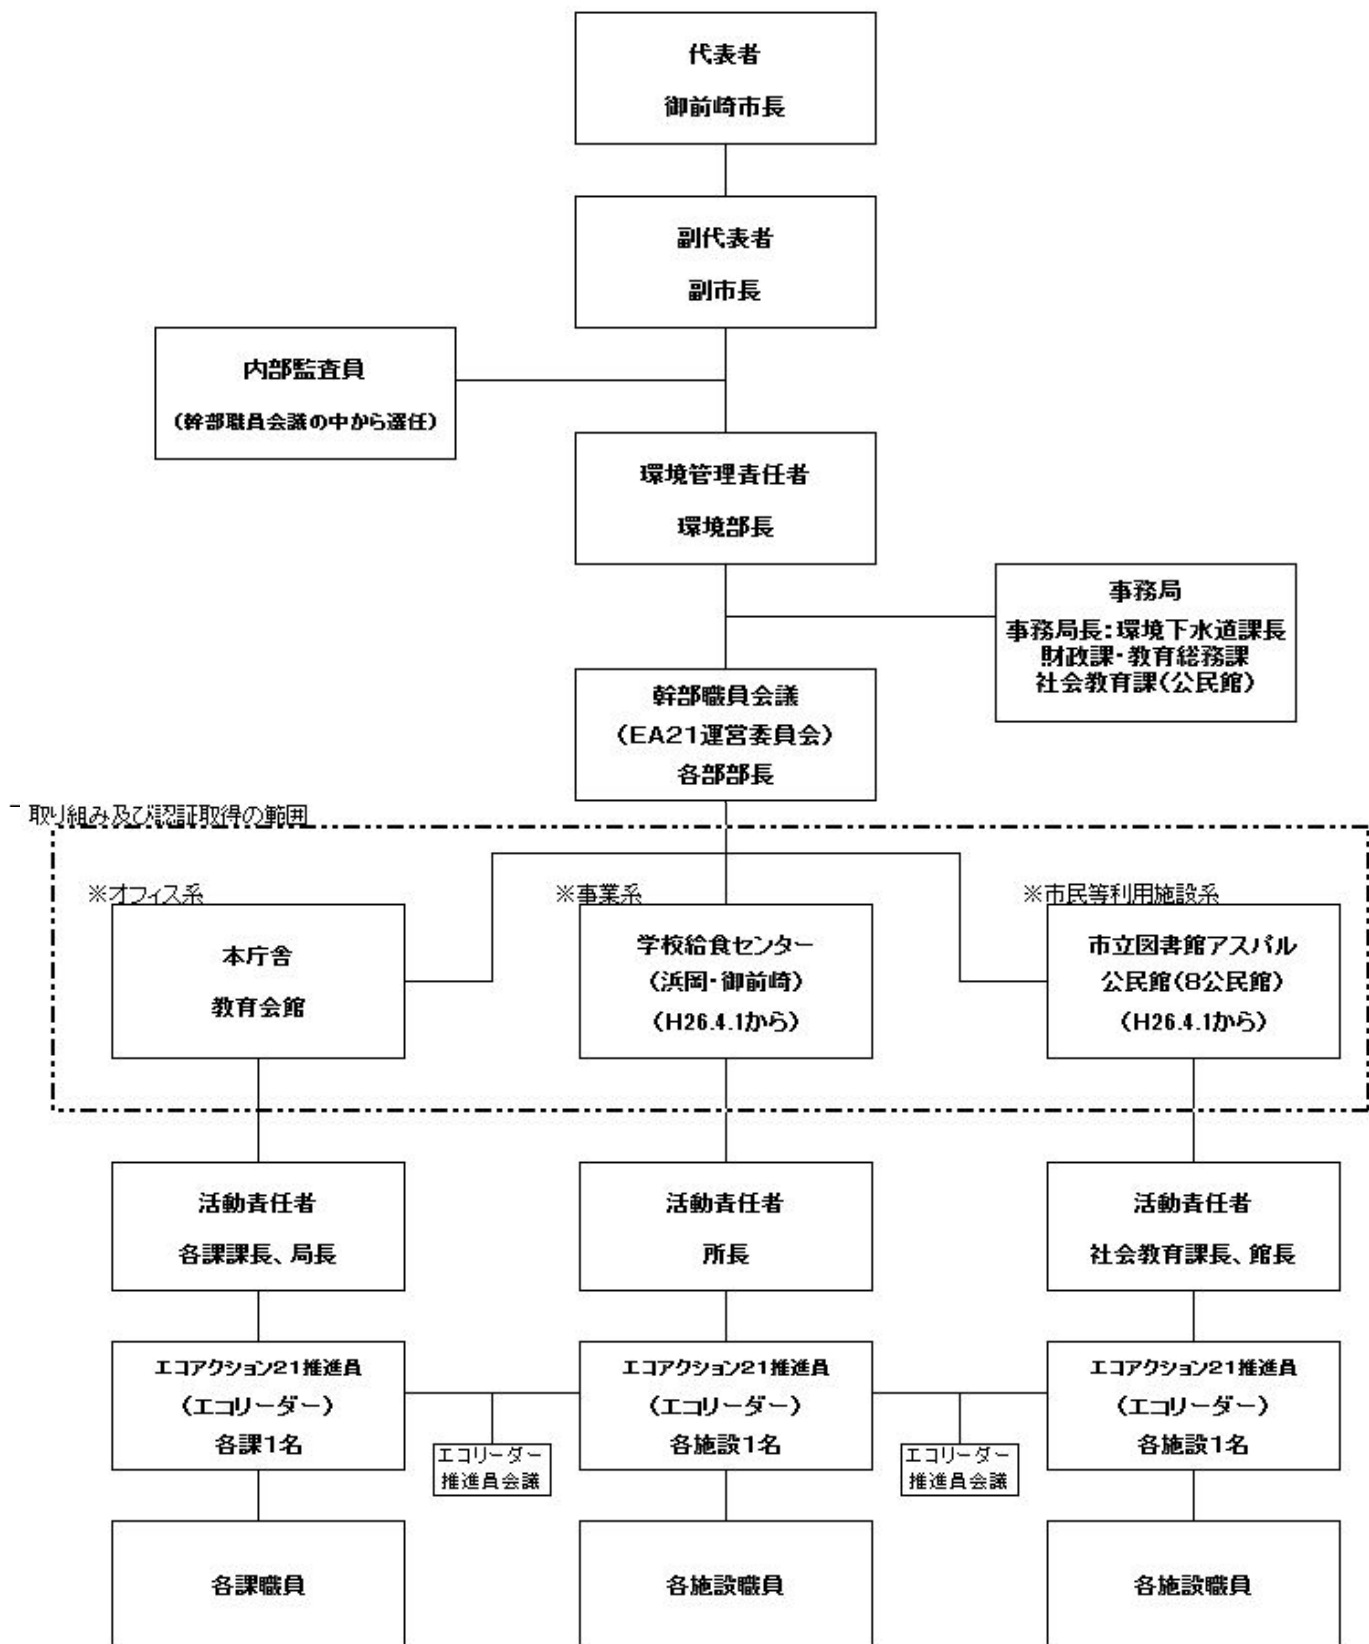 代表者
御前崎市長
副代表者
副市長
内部監査員
(幹部職員会議の中から選任)
環境管理責任者
環境部長
事務局
事務局長:環境下水道課長
財政課・教育総務課
社会教育課(公民館)
幹部職員会議
(EA21運営委員会)
各部部長
取り組み及び認証取得の範囲
※オフィス系
本庁舎
教育会館
※事業系
学校給食センター
(浜岡・御前崎)
(H26.4.1から)
※市民等利用施設系
市立図書館アスパル
公民館(8公民館)
(H26.4.1から)
活動責任者
各課課長、局長
活動責任者
所長
活動責任者
社会教育課長、館長
エコアクション21推進員
(エコリーダー)
各課1名
エコリーダー
推進員会議
エコアクション21推進員
(エコリーダー)
各施設1名
エコリーダー
推進員会議
エコアクション21推進員
(エコリーダー)
各施設1名
各課職員
各施設職員
各施設職員